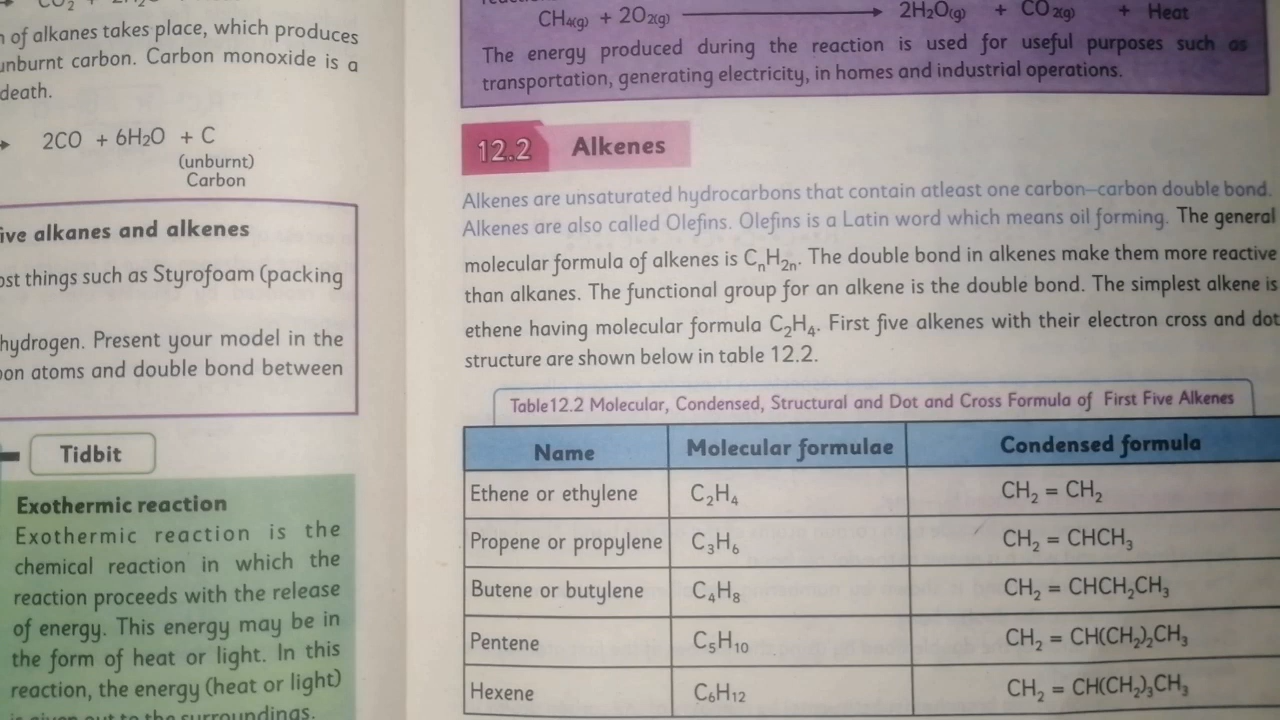 of alkanes takes place, which produces
unburnt carbon. Carbon monoxide is a
death.
2CO + 6H₂O + C
(unburnt)
Carbon
ive alkanes and alkenes
ost things such as Styrofoam (packing
hydrogen. Present your model in the
bon atoms and double bond between
Tidbit
Exothermic reaction
Exothermic reaction is the
chemical reaction in which the
reaction proceeds with the release
of energy. This energy may be in
the form of heat or light. In this
reaction, the energy (heat or light)
is given out to the surroundings.
CH₄(g) + 2O₂(g) ⟶ 2H₂O(g) + CO₂(g) + Heat
The energy produced during the reaction is used for useful purposes such as
transportation, generating electricity, in homes and industrial operations.
12.2 Alkenes
Alkenes are unsaturated hydrocarbons that contain atleast one carbon–carbon double bond.
Alkenes are also called Olefins. Olefins is a Latin word which means oil forming. The general
molecular formula of alkenes is CₙH₂ₙ. The double bond in alkenes make them more reactive
than alkanes. The functional group for an alkene is the double bond. The simplest alkene is
ethene having molecular formula C₂H₄. First five alkenes with their electron cross and dot
structure are shown below in table 12.2.
Table12.2 Molecular, Condensed, Structural and Dot and Cross Formula of First Five Alkenes
Name Molecular formulae Condensed formula
Ethene or ethylene C₂H₄ CH₂ = CH₂
Propene or propylene C₃H₆ CH₂ = CHCH₃
Butene or butylene C₄H₈ CH₂ = CHCH₂CH₃
Pentene C₅H₁₀ CH₂ = CH(CH₂)₂CH₃
Hexene C₆H₁₂ CH₂ = CH(CH₂)₃CH₃